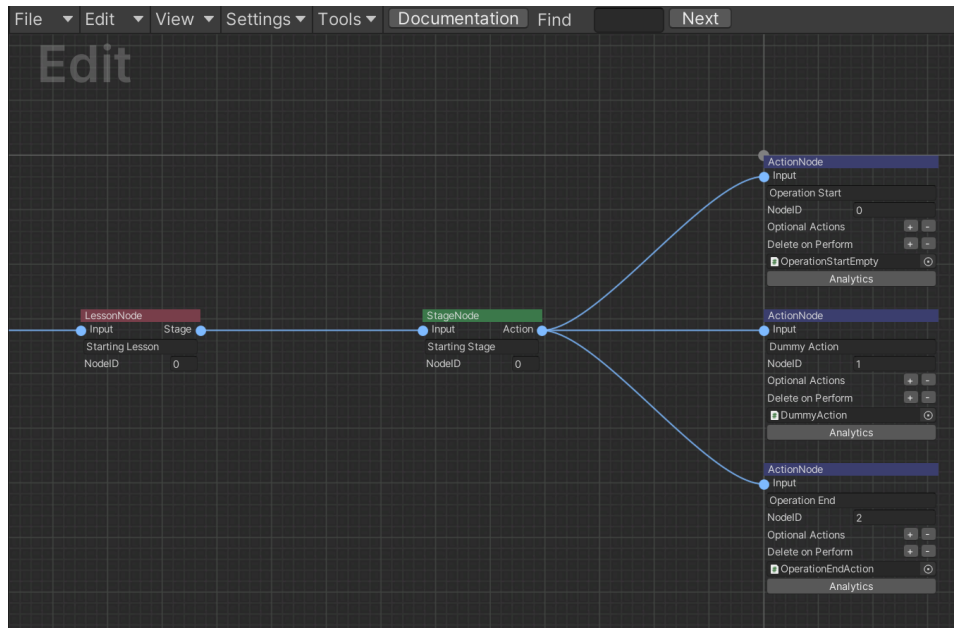 File Edit View Settings Tools Documentation Find Next
Edit
LessonNode
Input Stage
Starting Lesson
NodeID 0
StageNode
Input Action
Starting Stage
NodeID 0
ActionNode
Input
Operation Start
NodeID 0
Optional Actions + -
Delete on Perform + -
OperationStartEmpty
Analytics
ActionNode
Input
Dummy Action
NodeID 1
Optional Actions + -
Delete on Perform + -
DummyAction
Analytics
ActionNode
Input
Operation End
NodeID 2
Optional Actions + -
Delete on Perform + -
OperationEndAction
Analytics